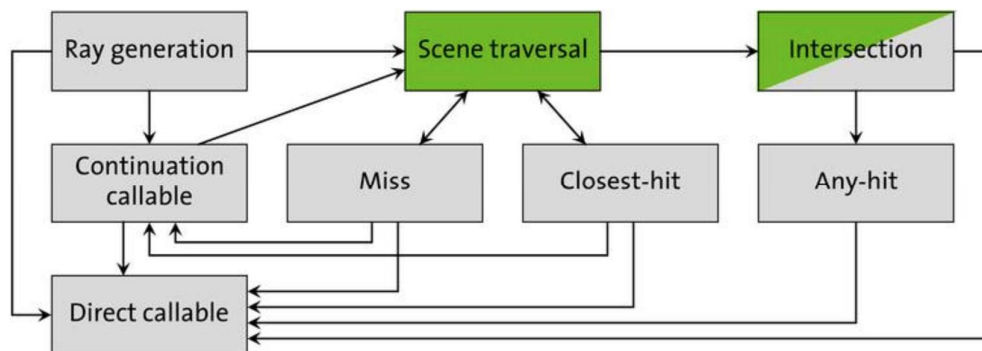 Ray generation
Scene traversal
Intersection
Continuation
callable
Miss
Closest-hit
Any-hit
Direct callable